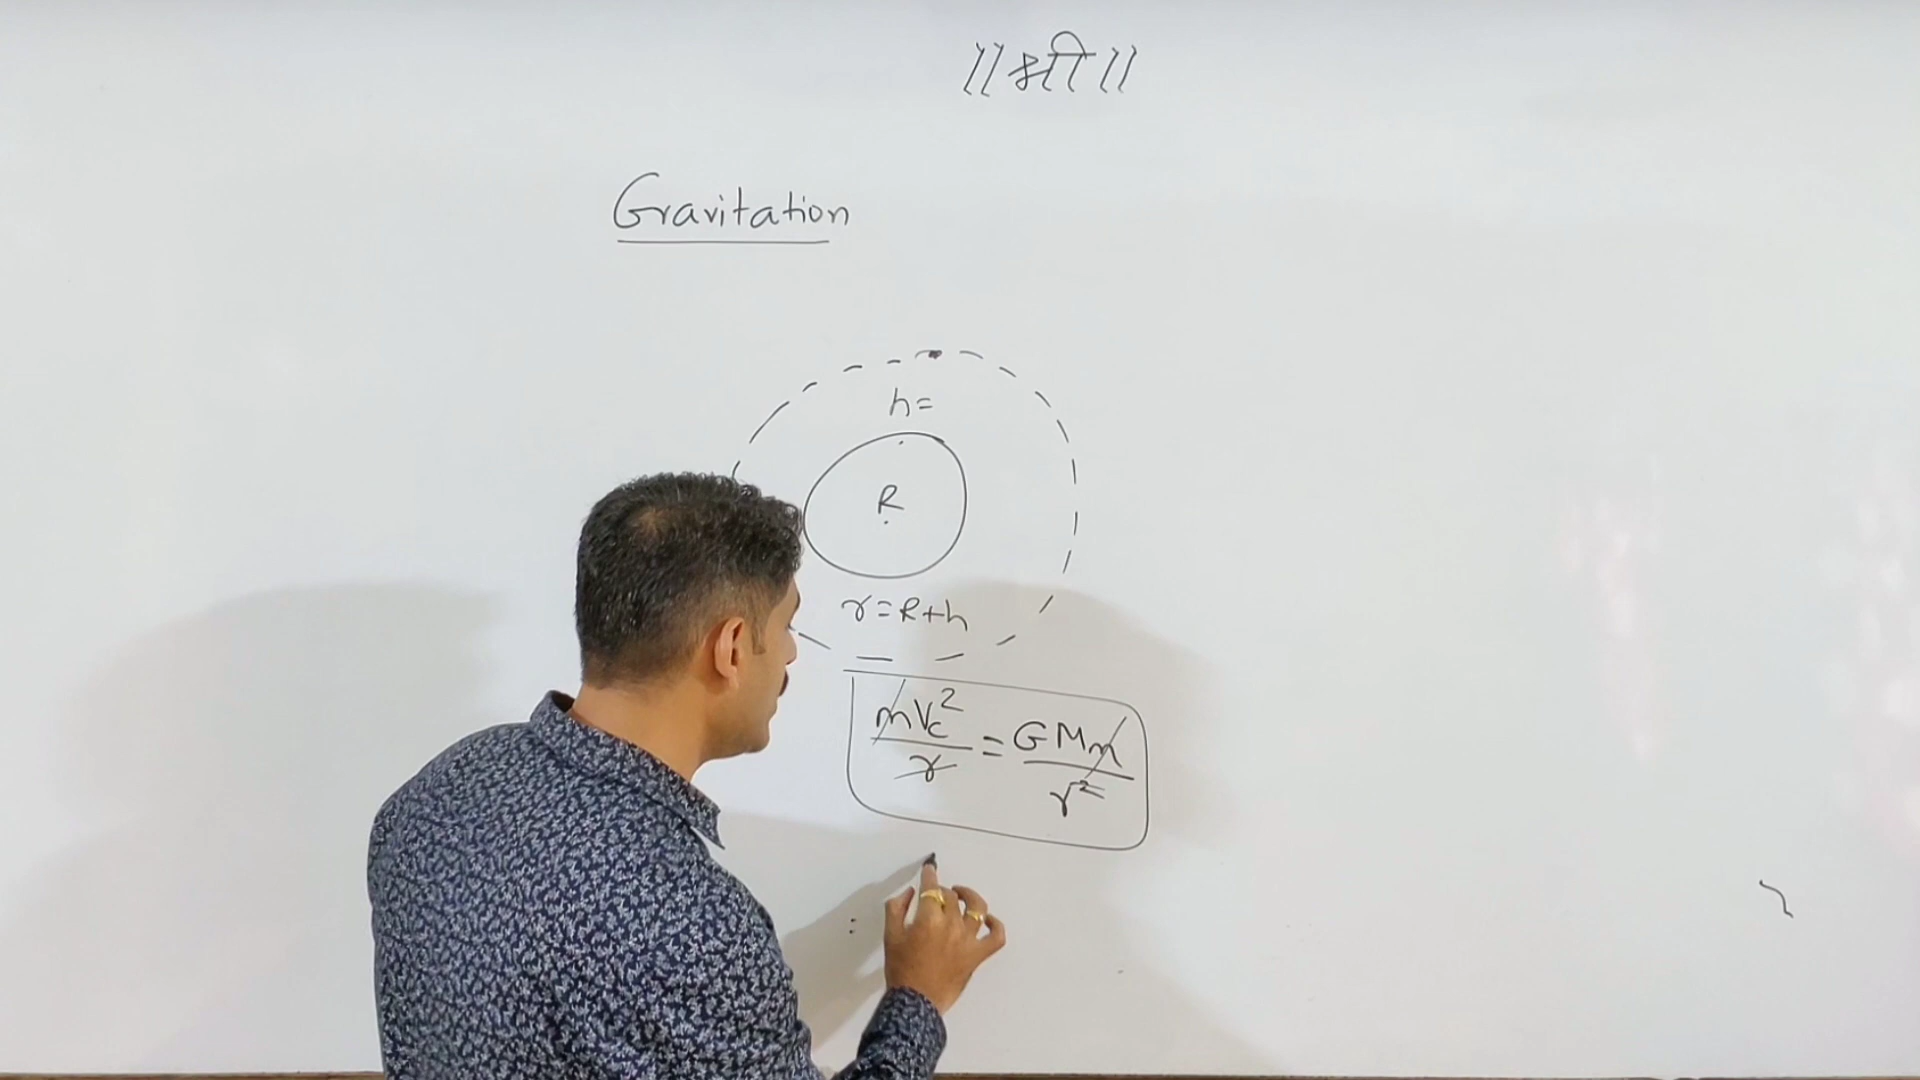 ॥श्री॥
Gravitation
h=
R
r=R+h
mVc²/r = GMm/r²